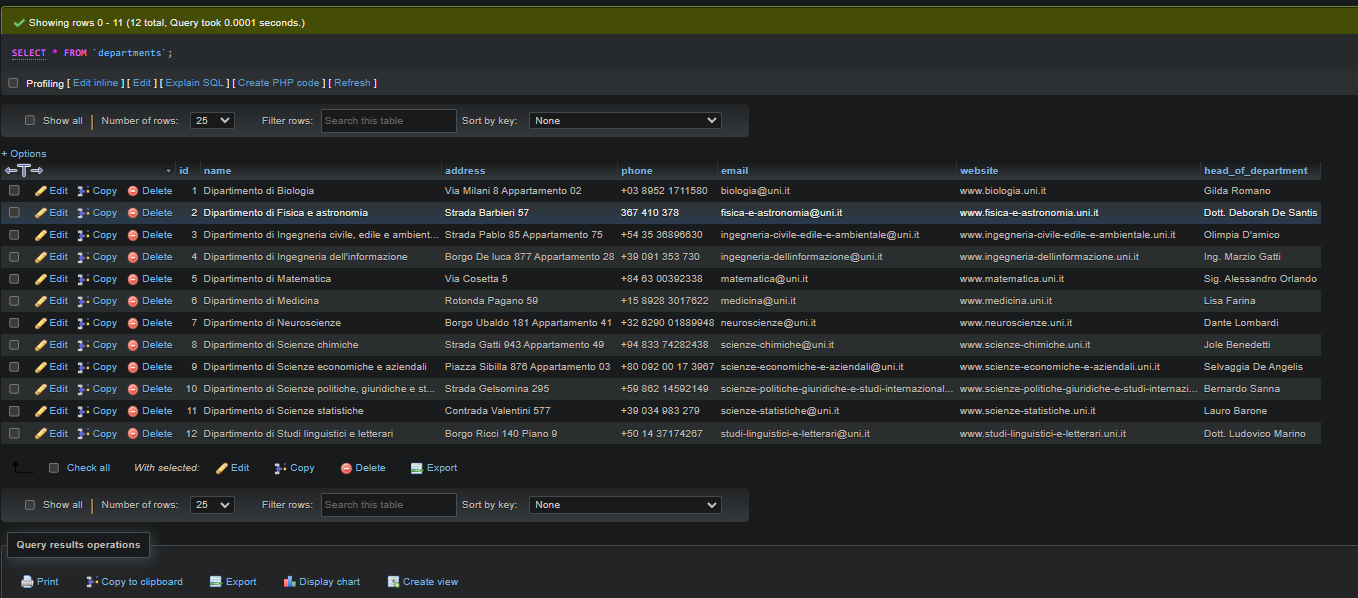 Showing rows 0 - 11 (12 total, Query took 0.0001 seconds.)
SELECT * FROM `departments`;
Profiling [ Edit inline ] [ Edit ] [ Explain SQL ] [ Create PHP code ] [ Refresh ]
Show all | Number of rows: 25 Filter rows: Search this table Sort by key: None
+ Options
id name address phone email website head_of_department
Edit Copy Delete 1 Dipartimento di Biologia Via Milani 8 Appartamento 02 +03 8952 1711580 biologia@uni.it www.biologia.uni.it Gilda Romano
Edit Copy Delete 2 Dipartimento di Fisica e astronomia Strada Barbieri 57 367 410 378 fisica-e-astronomia@uni.it www.fisica-e-astronomia.uni.it Dott. Deborah De Santis
Edit Copy Delete 3 Dipartimento di Ingegneria civile, edile e ambient... Strada Pablo 85 Appartamento 75 +54 35 36896630 ingegneria-civile-edile-e-ambientale@uni.it www.ingegneria-civile-edile-e-ambientale.uni.it Olimpia D'amico
Edit Copy Delete 4 Dipartimento di Ingegneria dell'informazione Borgo De luca 877 Appartamento 28 +39 091 353 730 ingegneria-dellinformazione@uni.it www.ingegneria-dellinformazione.uni.it Ing. Marzio Gatti
Edit Copy Delete 5 Dipartimento di Matematica Via Cosetta 5 +84 63 00392338 matematica@uni.it www.matematica.uni.it Sig. Alessandro Orlando
Edit Copy Delete 6 Dipartimento di Medicina Rotonda Pagano 59 +15 8928 3017622 medicina@uni.it www.medicina.uni.it Lisa Farina
Edit Copy Delete 7 Dipartimento di Neuroscienze Borgo Ubaldo 181 Appartamento 41 +32 6290 01889948 neuroscienze@uni.it www.neuroscienze.uni.it Dante Lombardi
Edit Copy Delete 8 Dipartimento di Scienze chimiche Strada Gatti 943 Appartamento 49 +94 833 74282438 scienze-chimiche@uni.it www.scienze-chimiche.uni.it Jole Benedetti
Edit Copy Delete 9 Dipartimento di Scienze economiche e aziendali Piazza Sibilla 876 Appartamento 03 +80 092 00 17 3967 scienze-economiche-e-aziendali@uni.it www.scienze-economiche-e-aziendali.uni.it Selvaggia De Angelis
Edit Copy Delete 10 Dipartimento di Scienze politiche, giuridiche e st... Strada Gelsomina 295 +59 862 14592149 scienze-politiche-giuridiche-e-studi-internazional... www.scienze-politiche-giuridiche-e-studi-internazi... Bernardo Sanna
Edit Copy Delete 11 Dipartimento di Scienze statistiche Contrada Valentini 577 +39 034 983 279 scienze-statistiche@uni.it www.scienze-statistiche.uni.it Lauro Barone
Edit Copy Delete 12 Dipartimento di Studi linguistici e letterari Borgo Ricci 140 Piano 9 +50 14 37174267 studi-linguistici-e-letterari@uni.it www.studi-linguistici-e-letterari.uni.it Dott. Ludovico Marino
Check all With selected: Edit Copy Delete Export
Show all | Number of rows: 25 Filter rows: Search this table Sort by key: None
Query results operations
Print Copy to clipboard Export Display chart Create view